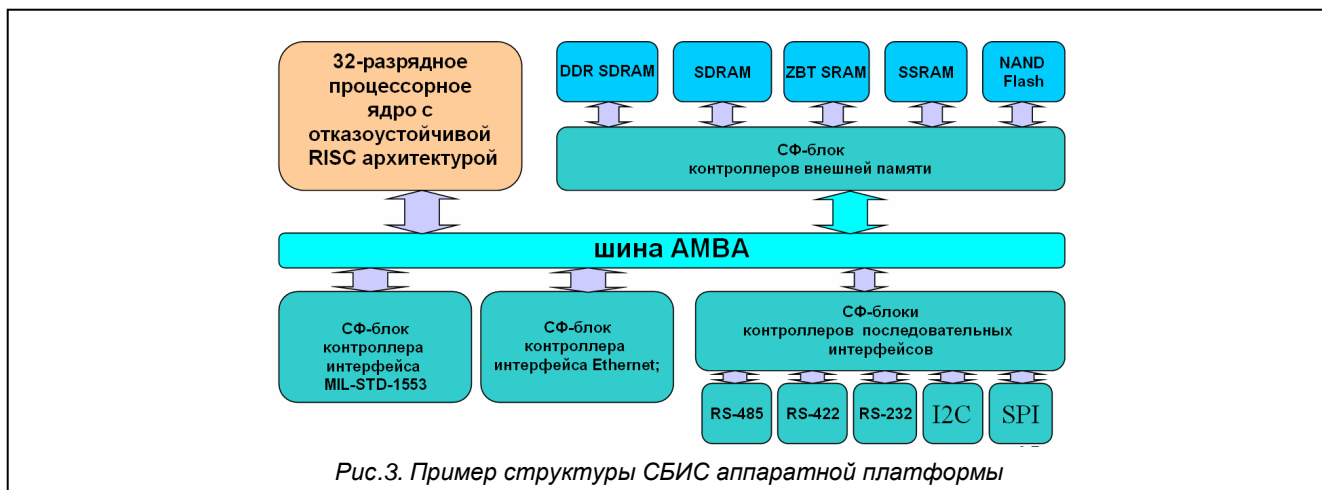 32-разрядное
процессорное
ядро с
отказоустойчивой
RISC архитектурой
DDR SDRAM
SDRAM
ZBT SRAM
SSRAM
NAND
Flash
СФ-блок
контроллеров внешней памяти
шина AMBA
СФ-блок
контроллера
интерфейса
MIL-STD-1553
СФ-блок
контроллера
интерфейса Ethernet;
СФ-блоки
контроллеров последовательных
интерфейсов
RS-485
RS-422
RS-232
I2C
SPI
Рис.3. Пример структуры СБИС аппаратной платформы